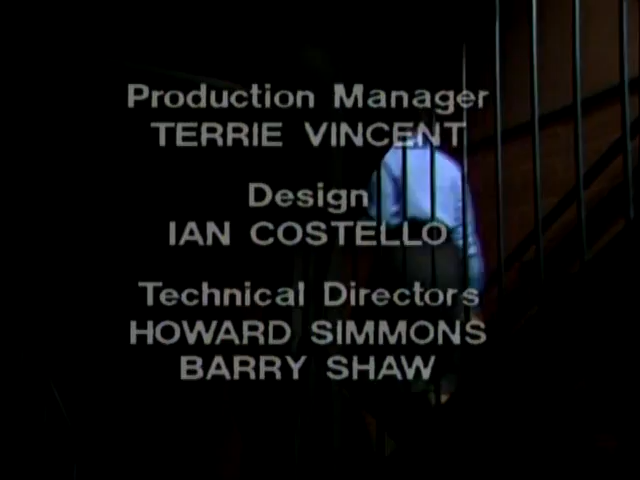 Production Manager
TERRIE VINCENT
Design
IAN COSTELLO
Technical Directors
HOWARD SIMMONS
BARRY SHAW